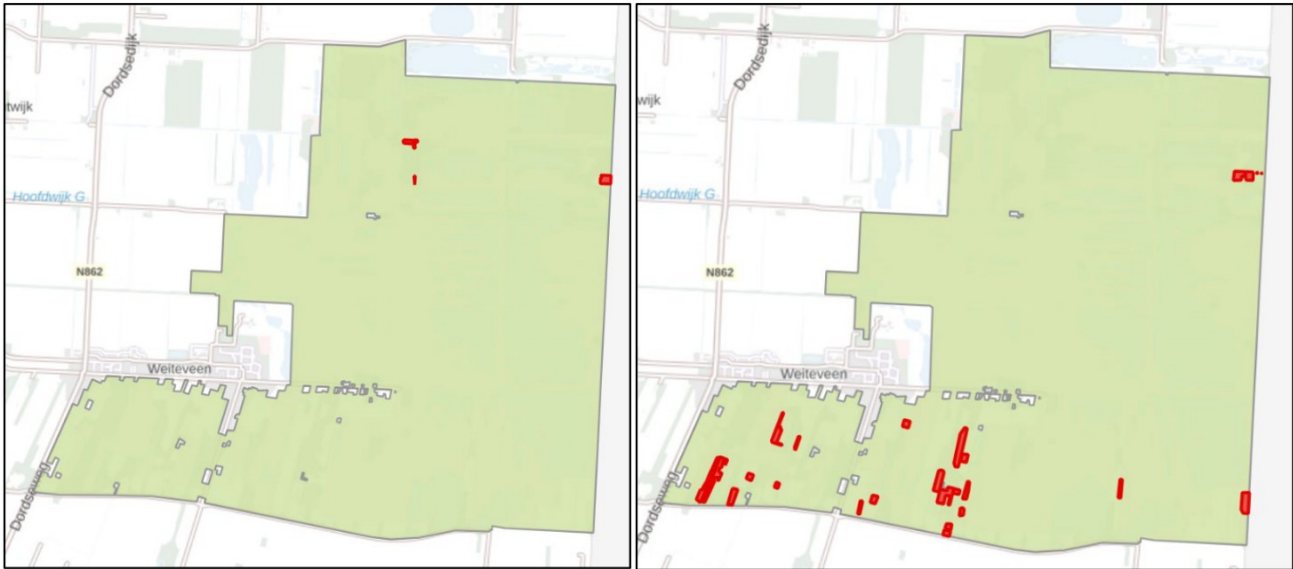 Dordsedijk
twijk
Hoofdwijk G
N862
Weiteveen
Dordseweg
Dordsedijk
wijk
Hoofdwijk G
N862
Weiteveen
Dordseweg